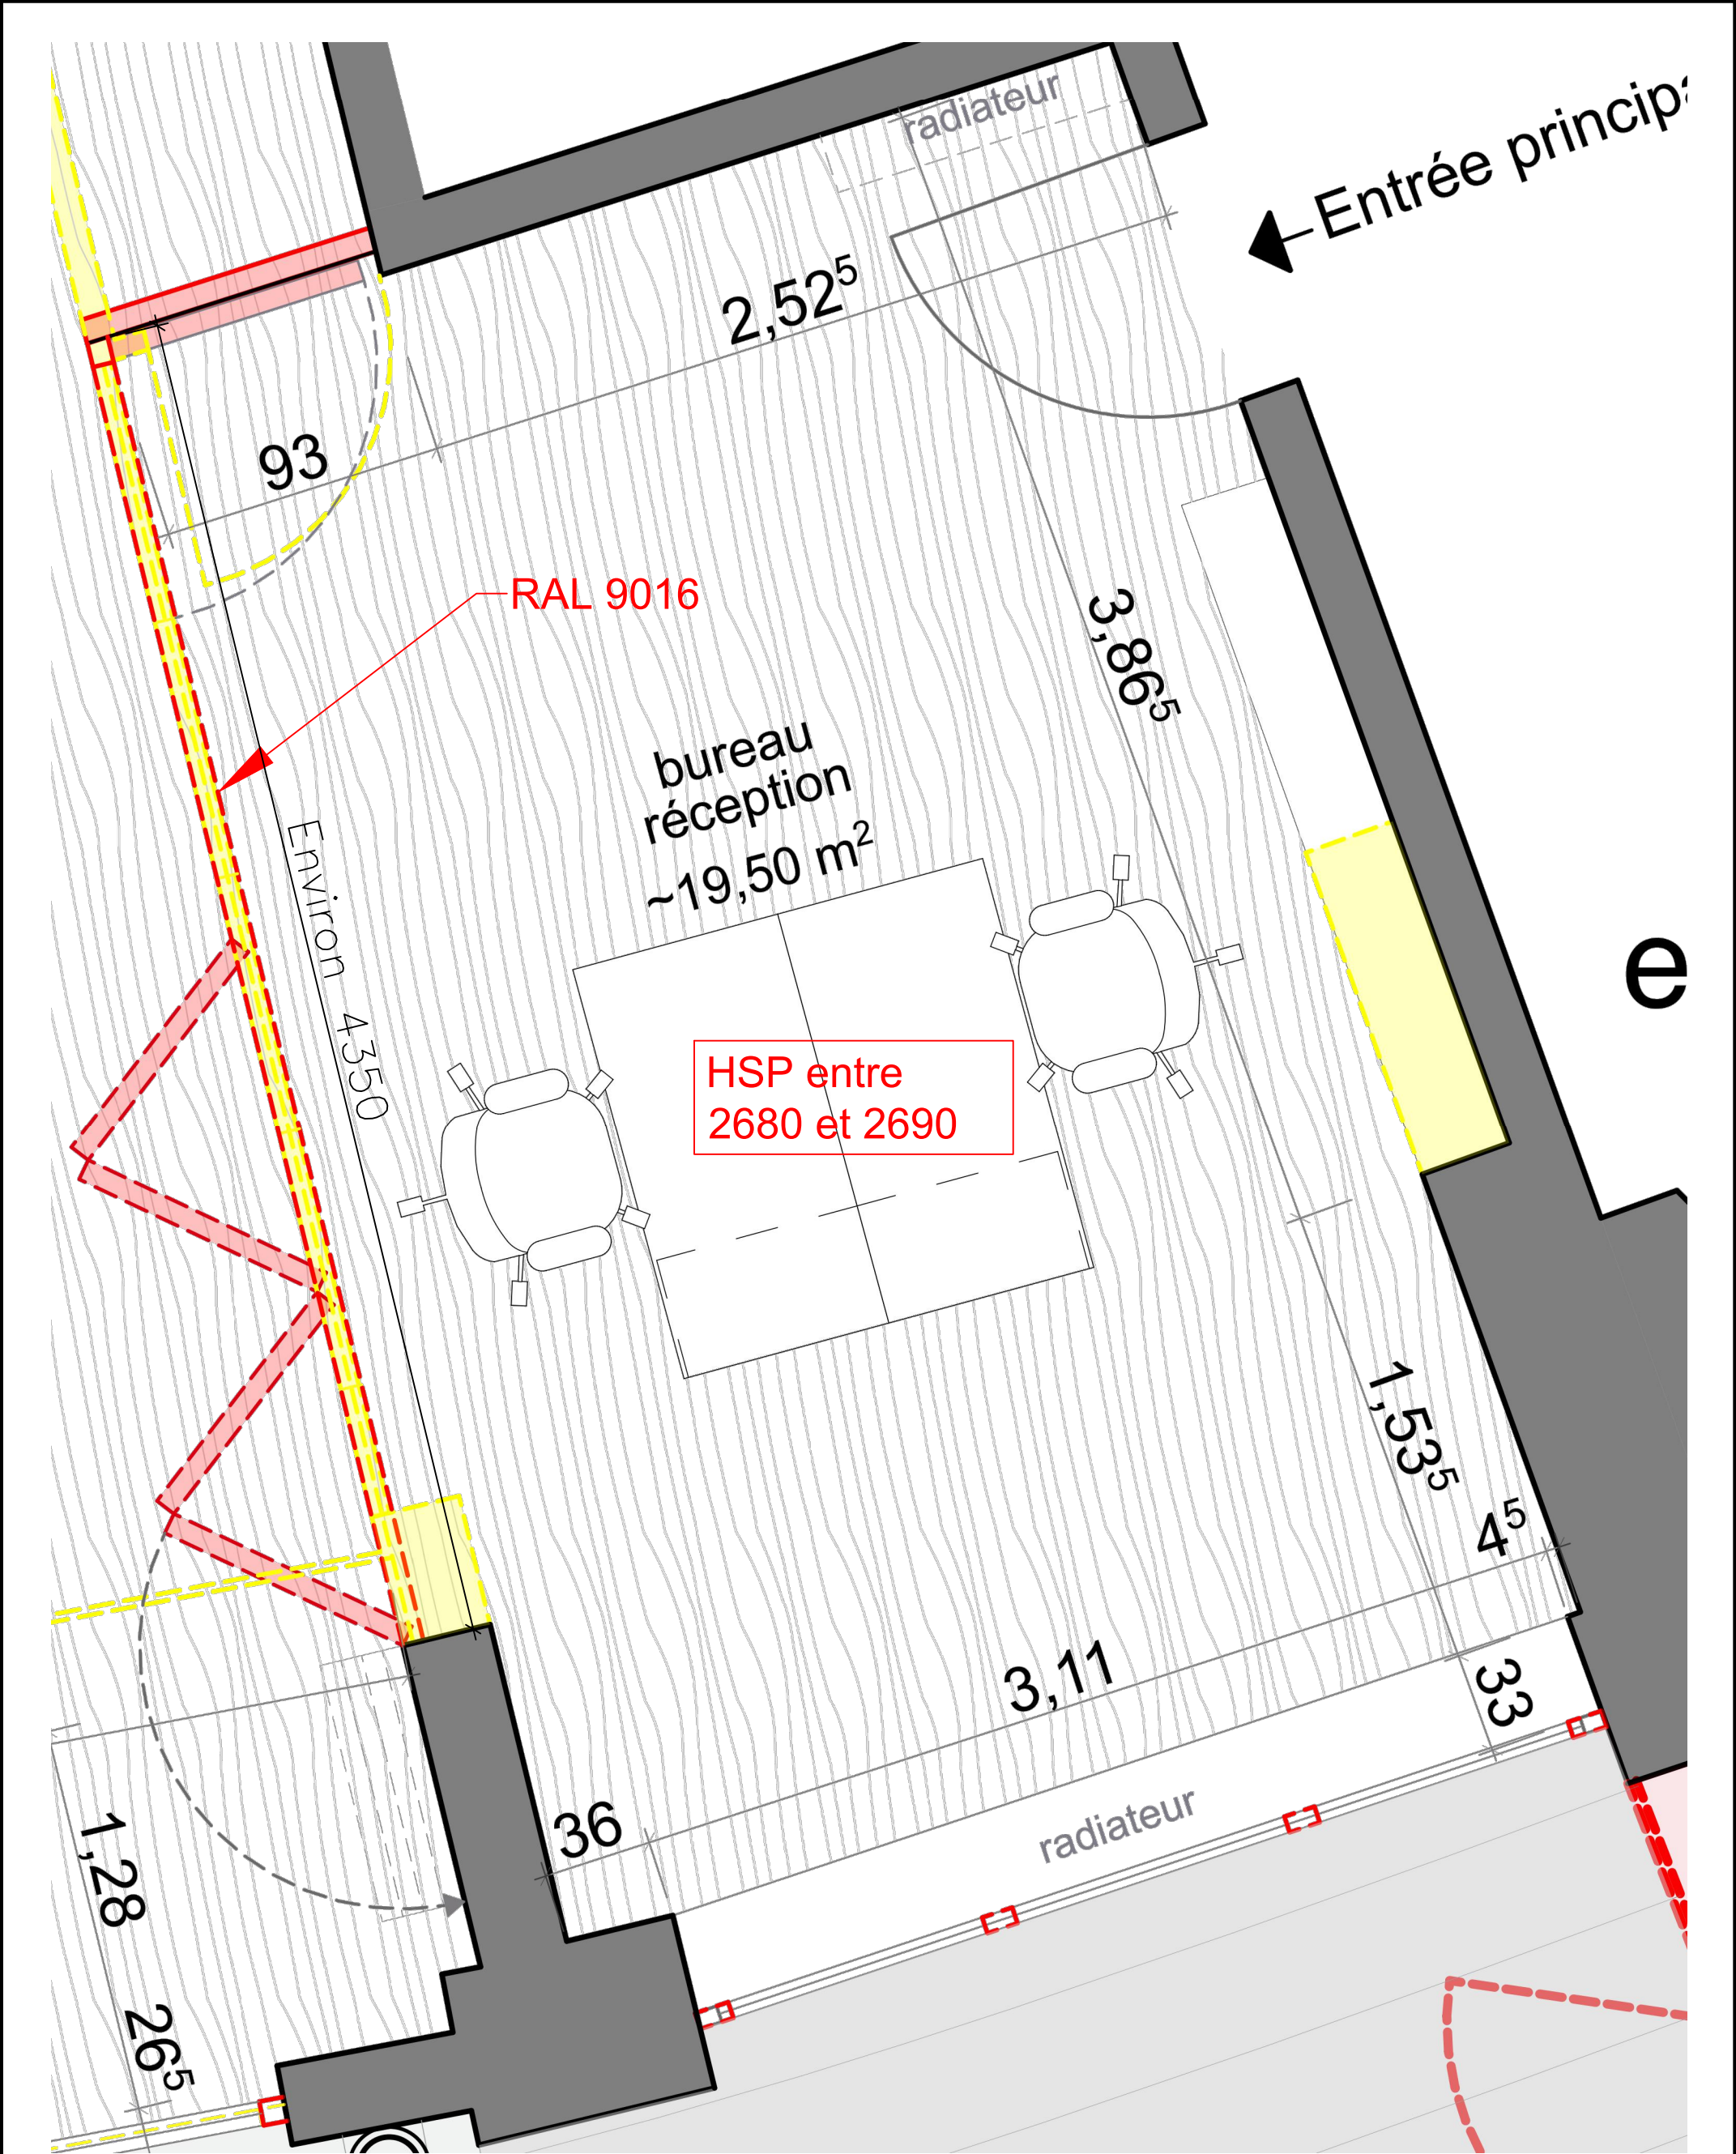 radiateur
Entrée princip
2,52⁵
93
RAL 9016
3,86⁵
bureau
réception
~19,50 m²
Environ 4350
e
HSP entre
2680 et 2690
1,53⁵
4⁵
3,11
33
radiateur
36
1,28
26⁵